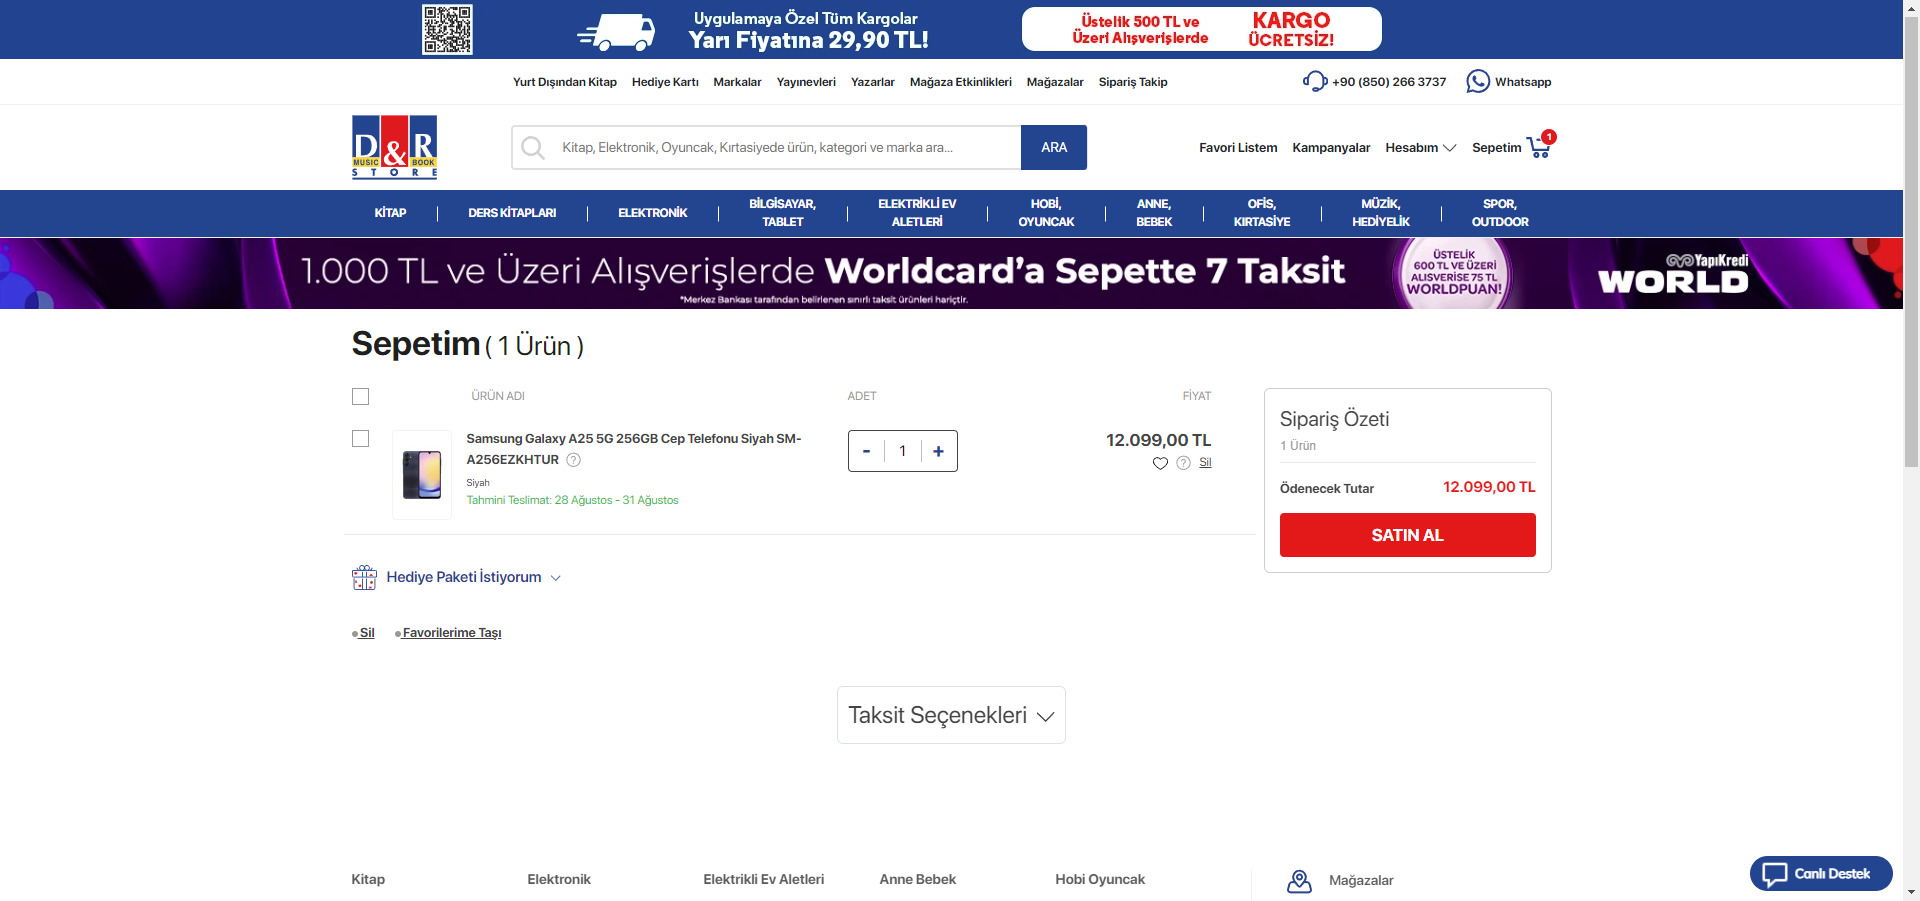 Uygulamaya Özel Tüm Kargolar
Yarı Fiyatına 29,90 TL!
Üstelik 500 TL ve
Üzeri Alışverişlerde
KARGO
ÜCRETSİZ!
Yurt Dışından Kitap Hediye Kartı Markalar Yayınevleri Yazarlar Mağaza Etkinlikleri Mağazalar Sipariş Takip +90 (850) 266 3737 Whatsapp
D&R
MUSIC BOOK
STORE
Kitap, Elektronik, Oyuncak, Kırtasiyede ürün, kategori ve marka ara... ARA
Favori Listem Kampanyalar Hesabım Sepetim 1
KİTAP DERS KİTAPLARI ELEKTRONİK BİLGİSAYAR, TABLET ELEKTRİKLİ EV ALETLERİ HOBİ, OYUNCAK ANNE, BEBEK OFİS, KIRTASİYE MÜZİK, HEDİYELİK SPOR, OUTDOOR
1.000 TL ve Üzeri Alışverişlerde Worldcard'a Sepette 7 Taksit
*Merkez Bankası tarafından belirlenen sınırlı taksit ürünleri hariçtir.
ÜSTELİK
600 TL VE ÜZERİ
ALIŞVERİŞE 75 TL
WORLDPUAN!
YapıKredi
WORLD
Sepetim ( 1 Ürün )
ÜRÜN ADI ADET FİYAT
Samsung Galaxy A25 5G 256GB Cep Telefonu Siyah SM-
A256EZKHTUR ?
Siyah
Tahmini Teslimat: 28 Ağustos - 31 Ağustos
- 1 +
12.099,00 TL
? Sil
Sipariş Özeti
1 Ürün
Ödenecek Tutar 12.099,00 TL
SATIN AL
Hediye Paketi İstiyorum
Sil Favorilerime Taşı
Taksit Seçenekleri
Kitap Elektronik Elektrikli Ev Aletleri Anne Bebek Hobi Oyuncak Mağazalar
Canlı Destek